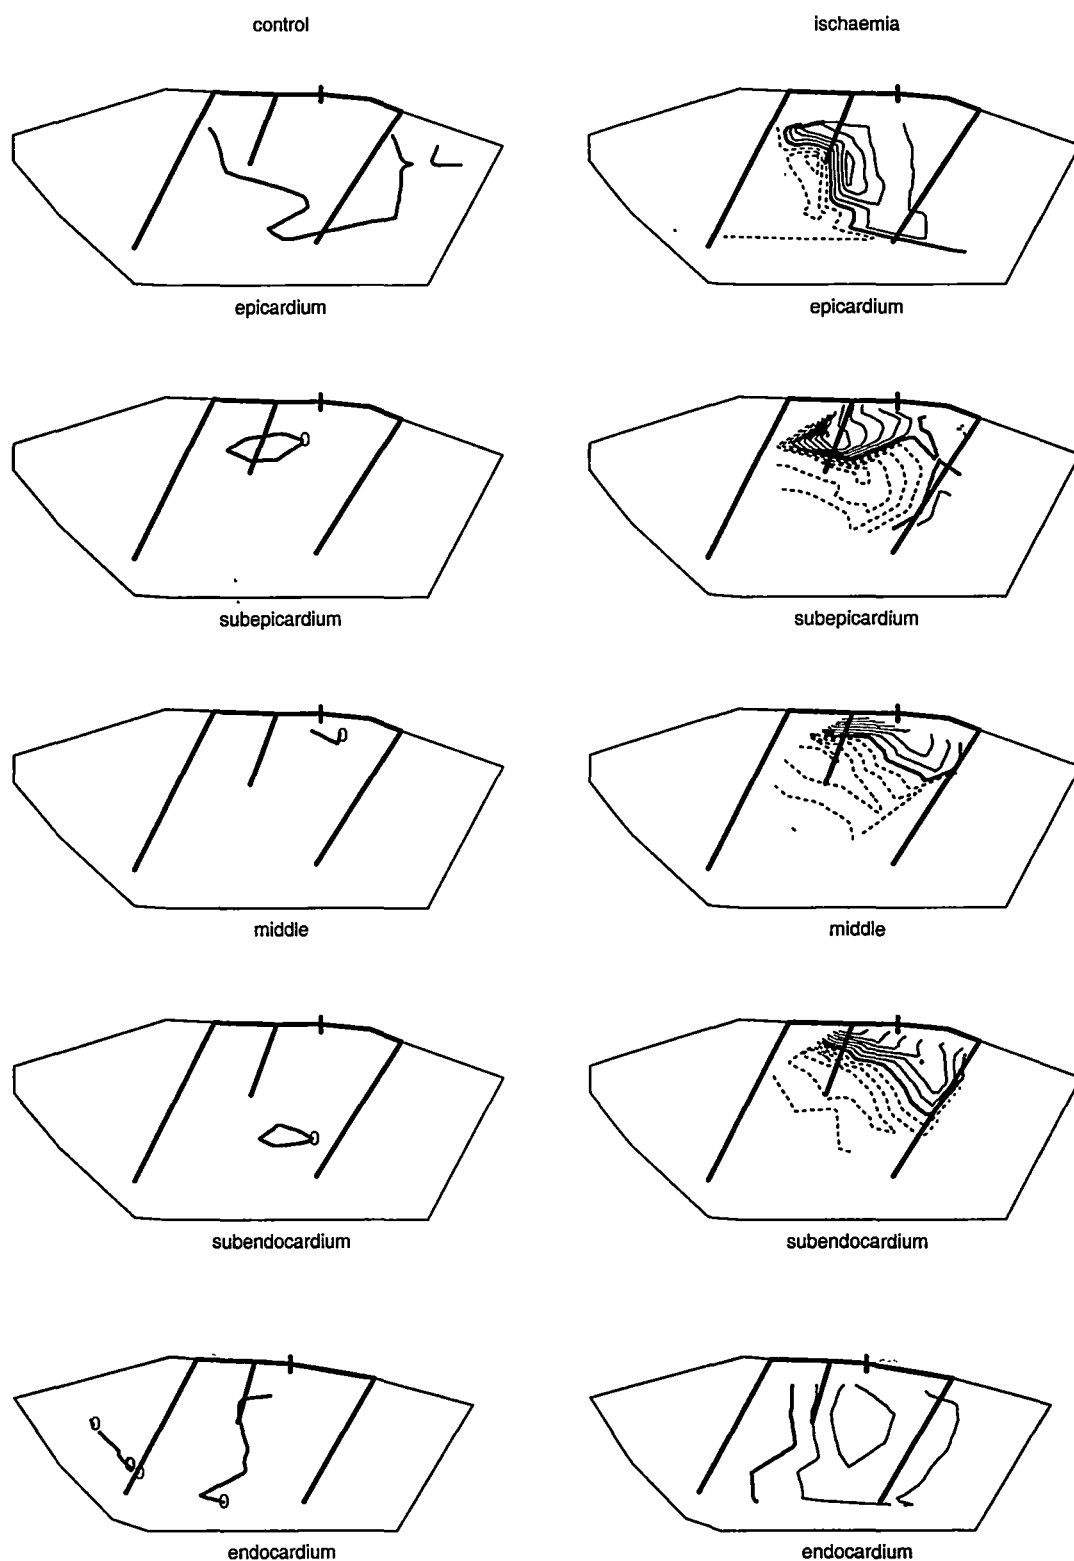 control
ischaemia
epicardium
epicardium
subepicardium
subepicardium
middle
middle
subendocardium
subendocardium
endocardium
endocardium